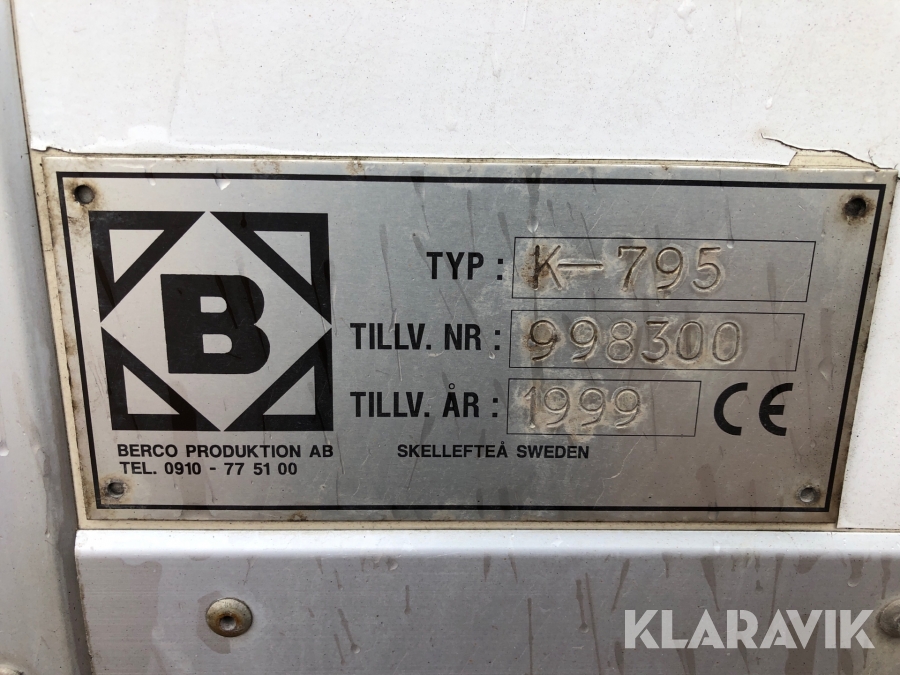 B
TYP : K-795
TILLV. NR : 998300
TILLV. ÅR : 1999 CE
BERCO PRODUKTION AB SKELLEFTEÅ SWEDEN
TEL. 0910 - 77 51 00
KLARAVIK